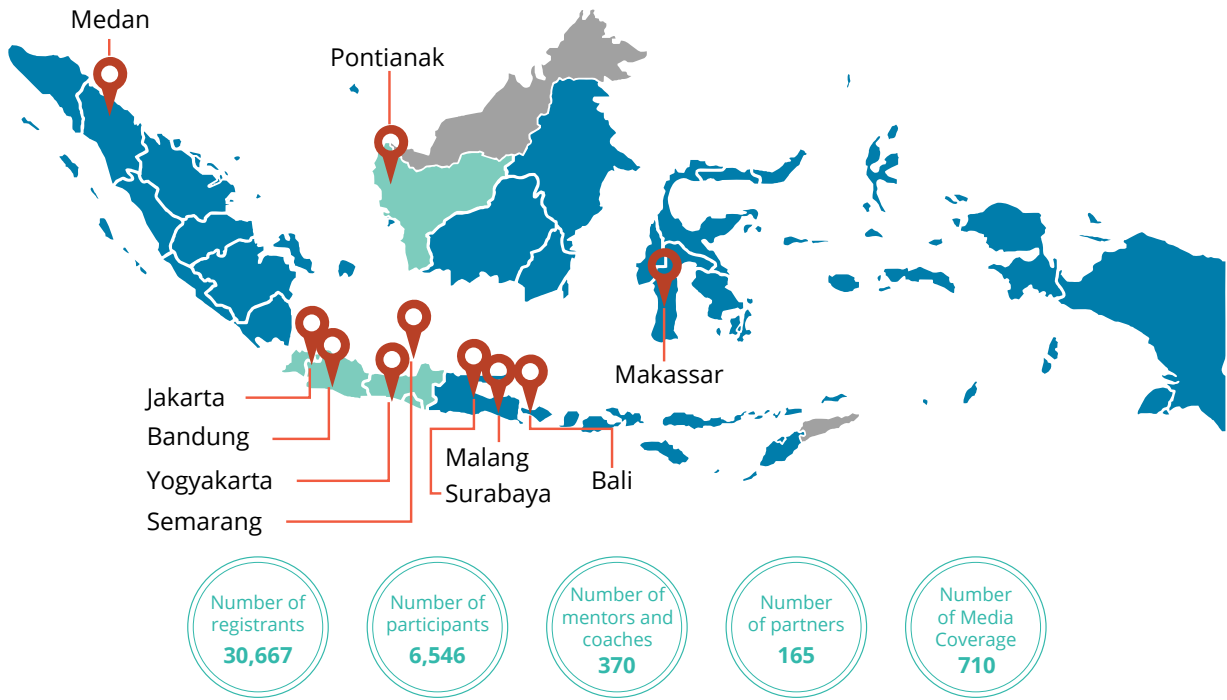 Medan
Pontianak
Makassar
Jakarta
Bandung
Yogyakarta
Semarang
Malang
Surabaya
Bali
Number of
registrants
30,667
Number of
participants
6,546
Number of
mentors and
coaches
370
Number
of partners
165
Number
of Media
Coverage
710